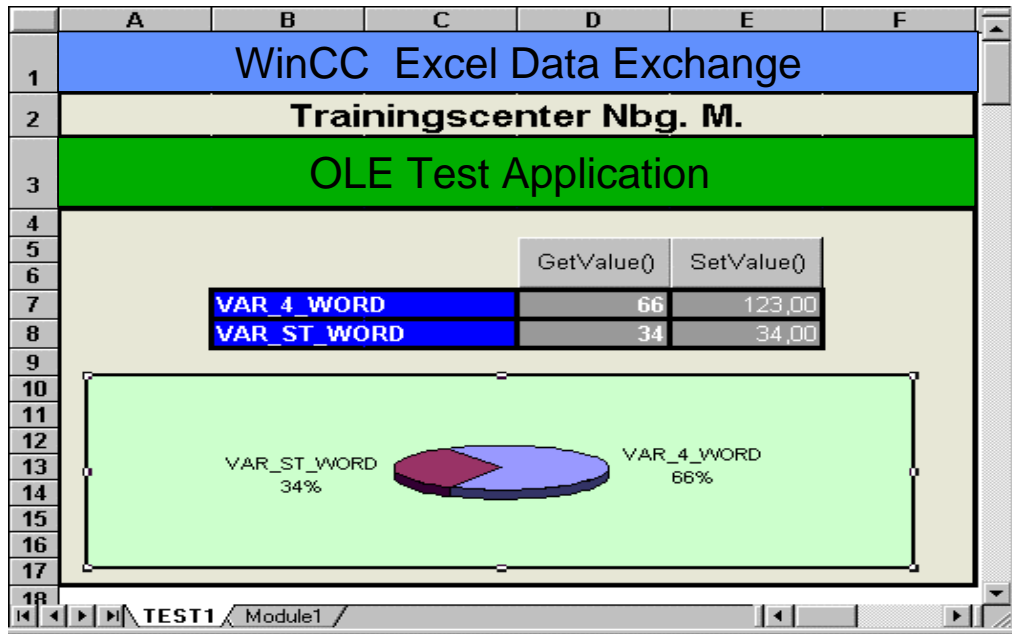 A B C D E F
1 WinCC Excel Data Exchange
2 Trainingscenter Nbg. M.
3 OLE Test Application
4
5
6 GetValue() SetValue()
7 VAR_4_WORD 66 123,00
8 VAR_ST_WORD 34 34,00
9
10
11
12
13 VAR_ST_WORD VAR_4_WORD
14 34% 66%
15
16
17
18
TEST1 Module1